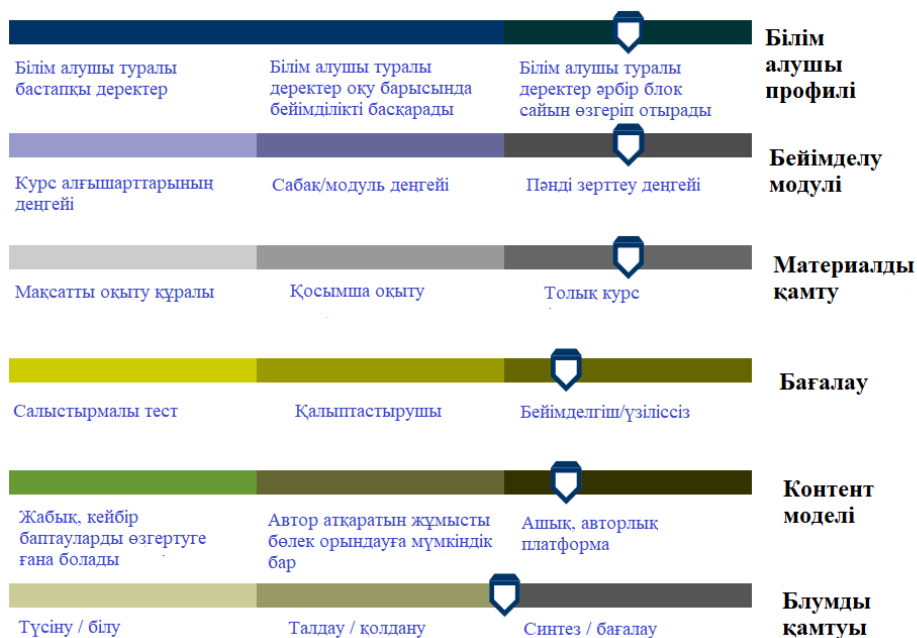 Білім алушы туралы
бастапқы деректер
Білім алушы туралы
деректер оқу барысында
бейімділікті басқарады
Білім алушы туралы
деректер әрбір блок
сайын өзгеріп отырады
Білім
алушы
профилі
Курс алғышарттарының
деңгейі
Сабақ/модуль деңгейі
Пәнді зерттеу деңгейі
Бейімделу
модулі
Мақсатты оқыту құралы
Қосымша оқыту
Толық курс
Материалды
қамту
Салыстырмалы тест
Қалыптастырушы
Бейімделгіш/үзіліссіз
Бағалау
Жабық, кейбір
баптауларды өзгертуге
ғана болады
Автор атқаратын жұмысты
бөлек орындауға мүмкіндік
бар
Ашық, авторлық
платформа
Контент
моделі
Түсіну / білу
Талдау / қолдану
Синтез / бағалау
Блумды
қамтуы